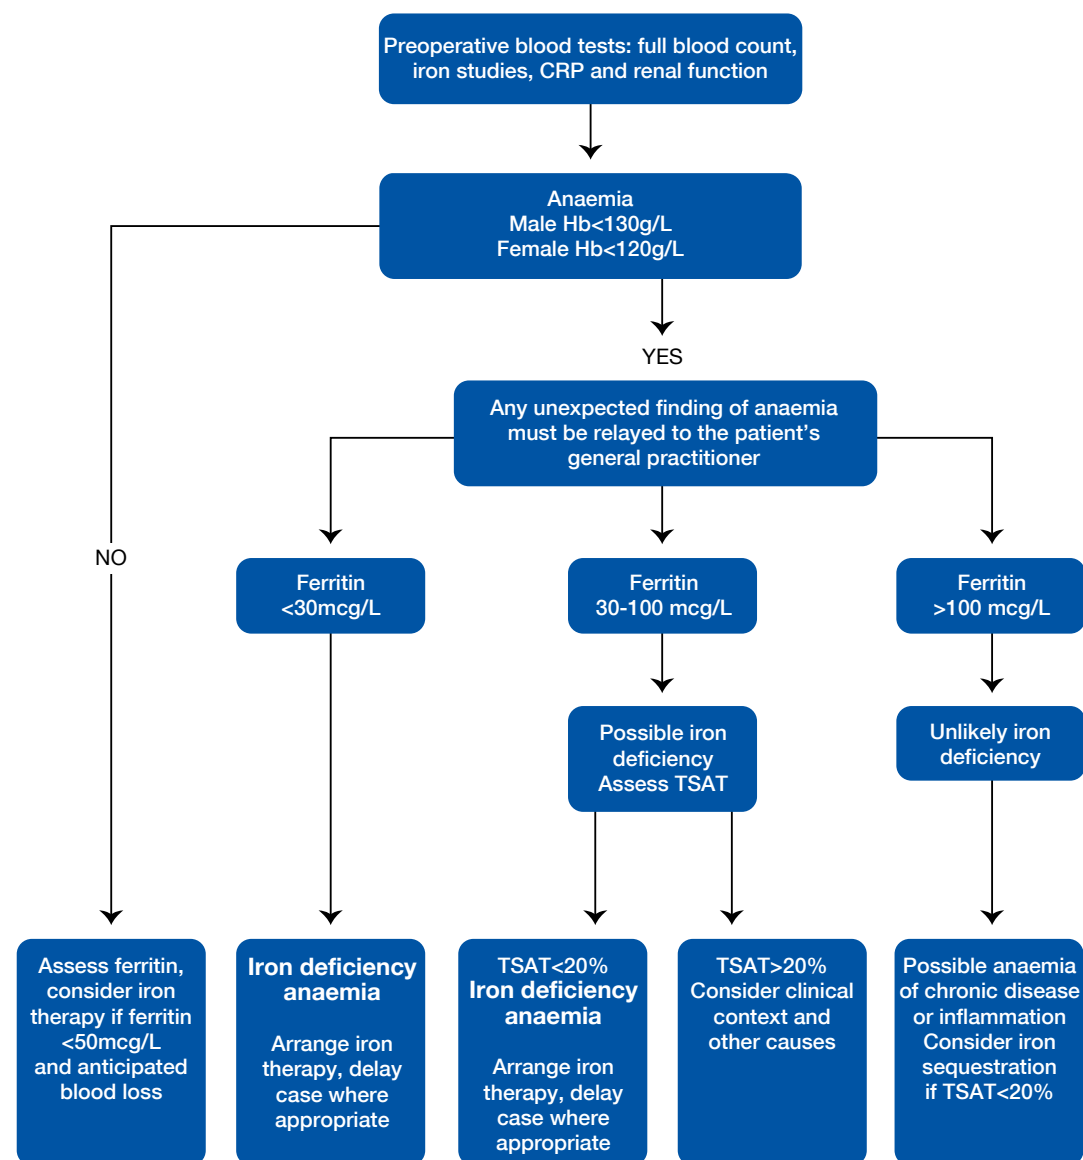 Preoperative blood tests: full blood count,
iron studies, CRP and renal function
Anaemia
Male Hb<130g/L
Female Hb<120g/L
YES
Any unexpected finding of anaemia
must be relayed to the patient's
general practitioner
NO
Ferritin
<30mcg/L
Ferritin
30-100 mcg/L
Ferritin
>100 mcg/L
Possible iron
deficiency
Assess TSAT
Unlikely iron
deficiency
Assess ferritin,
consider iron
therapy if ferritin
<50mcg/L
and anticipated
blood loss
Iron deficiency
anaemia
Arrange iron
therapy, delay
case where
appropriate
TSAT<20%
Iron deficiency
anaemia
Arrange iron
therapy, delay
case where
appropriate
TSAT>20%
Consider clinical
context and
other causes
Possible anaemia
of chronic disease
or inflammation
Consider iron
sequestration
if TSAT<20%